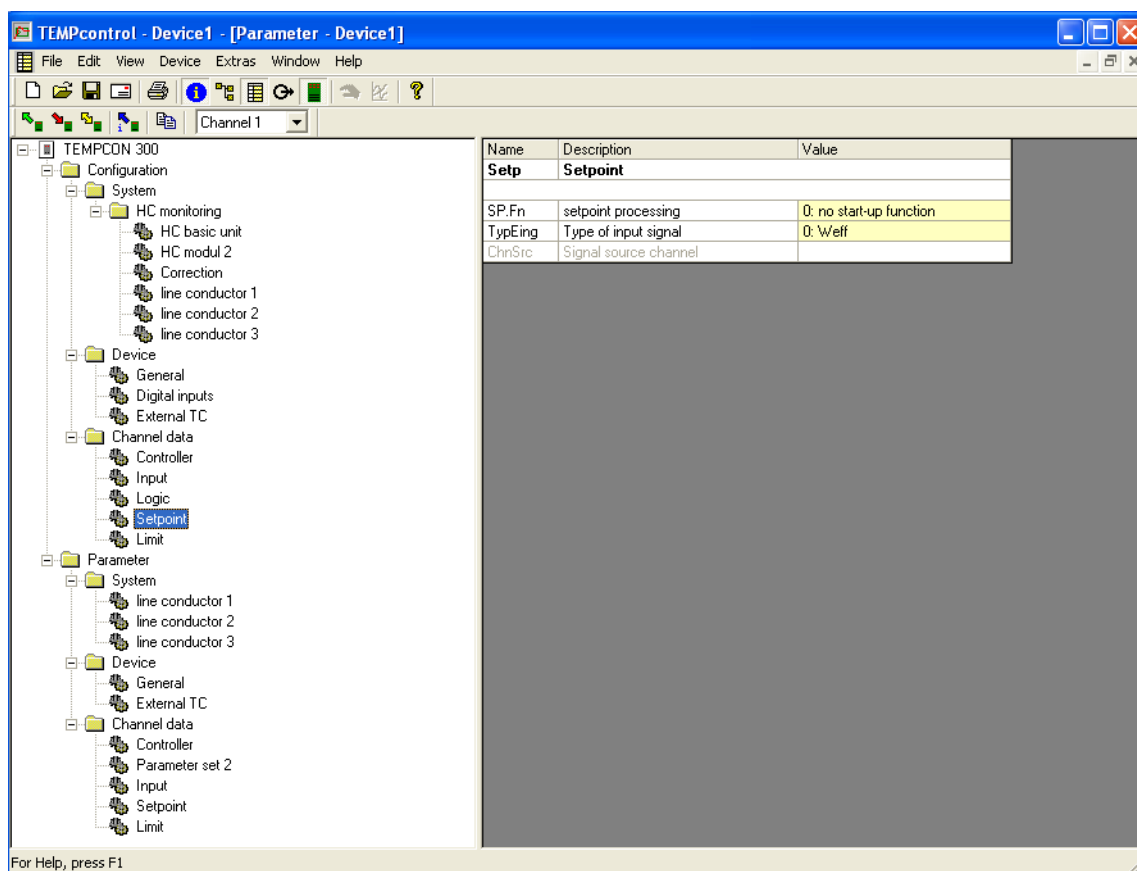 TEMPcontrol - Device1 - [Parameter - Device1]
File Edit View Device Extras Window Help
Channel 1
TEMPCON 300
Configuration
System
HC monitoring
HC basic unit
HC modul 2
Correction
line conductor 1
line conductor 2
line conductor 3
Device
General
Digital inputs
External TC
Channel data
Controller
Input
Logic
Setpoint
Limit
Parameter
System
line conductor 1
line conductor 2
line conductor 3
Device
General
External TC
Channel data
Controller
Parameter set 2
Input
Setpoint
Limit
Name Description Value
Setp Setpoint
SP.Fn setpoint processing 0: no start-up function
TypEing Type of input signal 0: Weff
ChnSrc Signal source channel
For Help, press F1